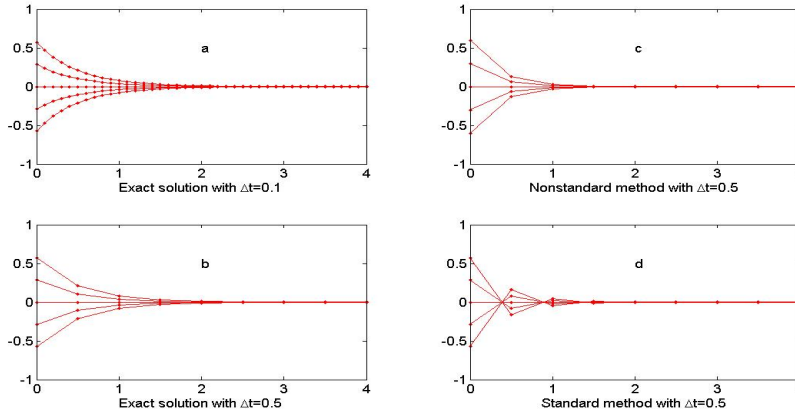 1
0.5
0
-0.5
-1
a
0 1 2 3 4
Exact solution with Δt=0.1
1
0.5
0
-0.5
-1
c
0 1 2 3
Nonstandard method with Δt=0.5
1
0.5
0
-0.5
-1
b
0 1 2 3 4
Exact solution with Δt=0.5
1
0.5
0
-0.5
-1
d
0 1 2 3
Standard method with Δt=0.5